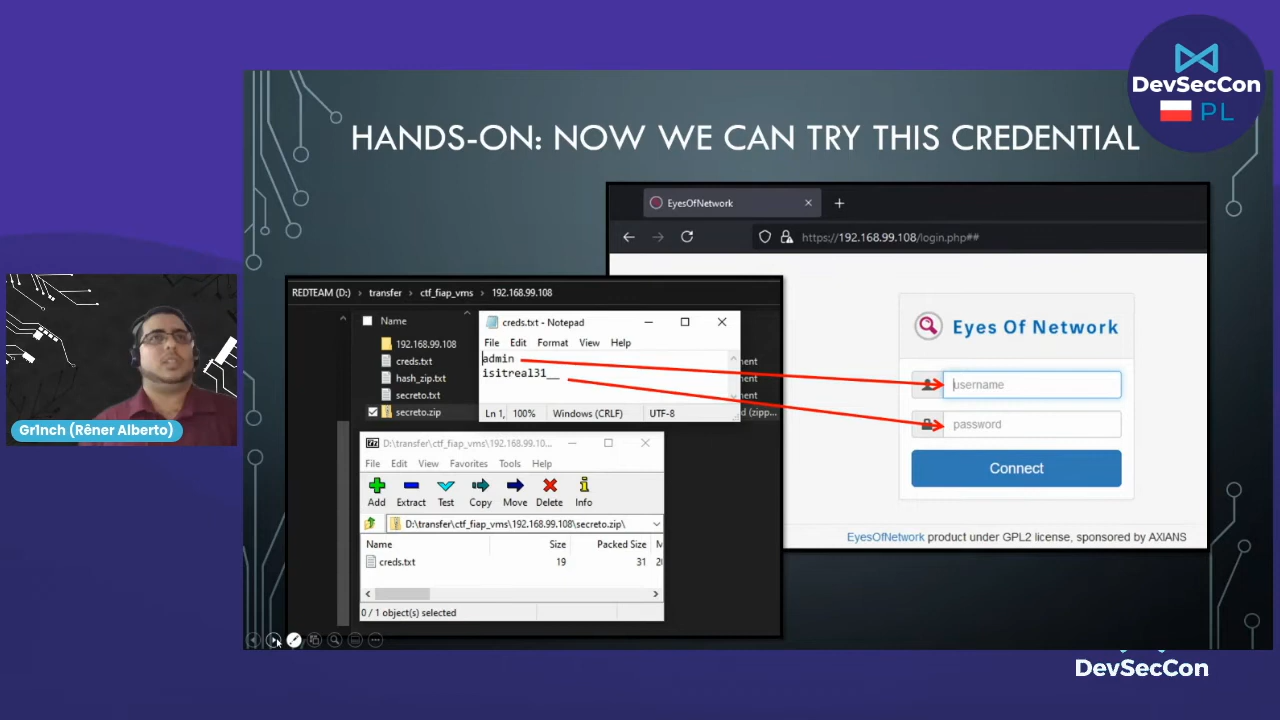 DevSecCon
PL
HANDS-ON: NOW WE CAN TRY THIS CREDENTIAL
EyesOfNetwork
https://192.168.99.108/login.php##
Eyes Of Network
username
password
Connect
EyesOfNetwork product under GPL2 license, sponsored by AXIANS
REDTEAM (D:) > transfer > ctf_fiap_vms > 192.168.99.108
Name
192.168.99.108
creds.txt
hash_zip.txt
secreto.txt
secreto.zip
creds.txt - Notepad
File Edit Format View Help
admin
isitreal31__
Ln 1, 100% Windows (CRLF) UTF-8
D:\transfer\ctf_fiap_vms\192.168.99.10...
File Edit View Favorites Tools Help
Add Extract Test Copy Move Delete Info
D:\transfer\ctf_fiap_vms\192.168.99.108\secreto.zip\
Name Size Packed Size
creds.txt 19 31
0 / 1 object(s) selected
Gr1nch (Rêner Alberto)
DevSecCon